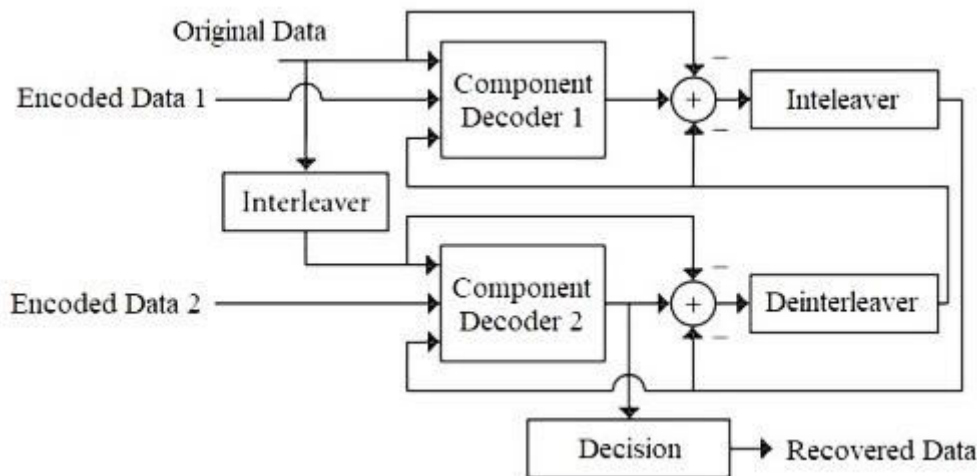 Original Data
Encoded Data 1
Component
Decoder 1
+
−
−
Inteleaver
Interleaver
Encoded Data 2
Component
Decoder 2
+
−
−
Deinterleaver
Decision
Recovered Data